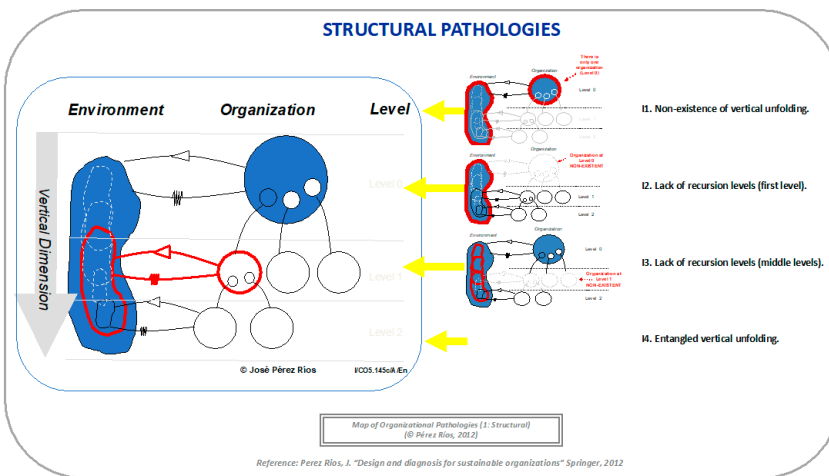 STRUCTURAL PATHOLOGIES
Environment
Organization
Level
Vertical Dimension
Level 0
Level 1
Level 2
© José Pérez Ríos
There is
only one
organization
(Level 0)
Environment
Organization
Level 0
Level 1
I1. Non-existence of vertical unfolding.
Environment
Organization at
Level 0
NON-EXISTENT
Level 1
Level 2
I2. Lack of recursion levels (first level).
Environment
Organization
Level 0
Organization at
Level 1
NON-EXISTENT
Level 2
I3. Lack of recursion levels (middle levels).
I4. Entangled vertical unfolding.
Map of Organizational Pathologies (1: Structural)
(© Pérez Ríos, 2012)
Reference: Perez Rios, J. "Design and diagnosis for sustainable organizations" Springer, 2012